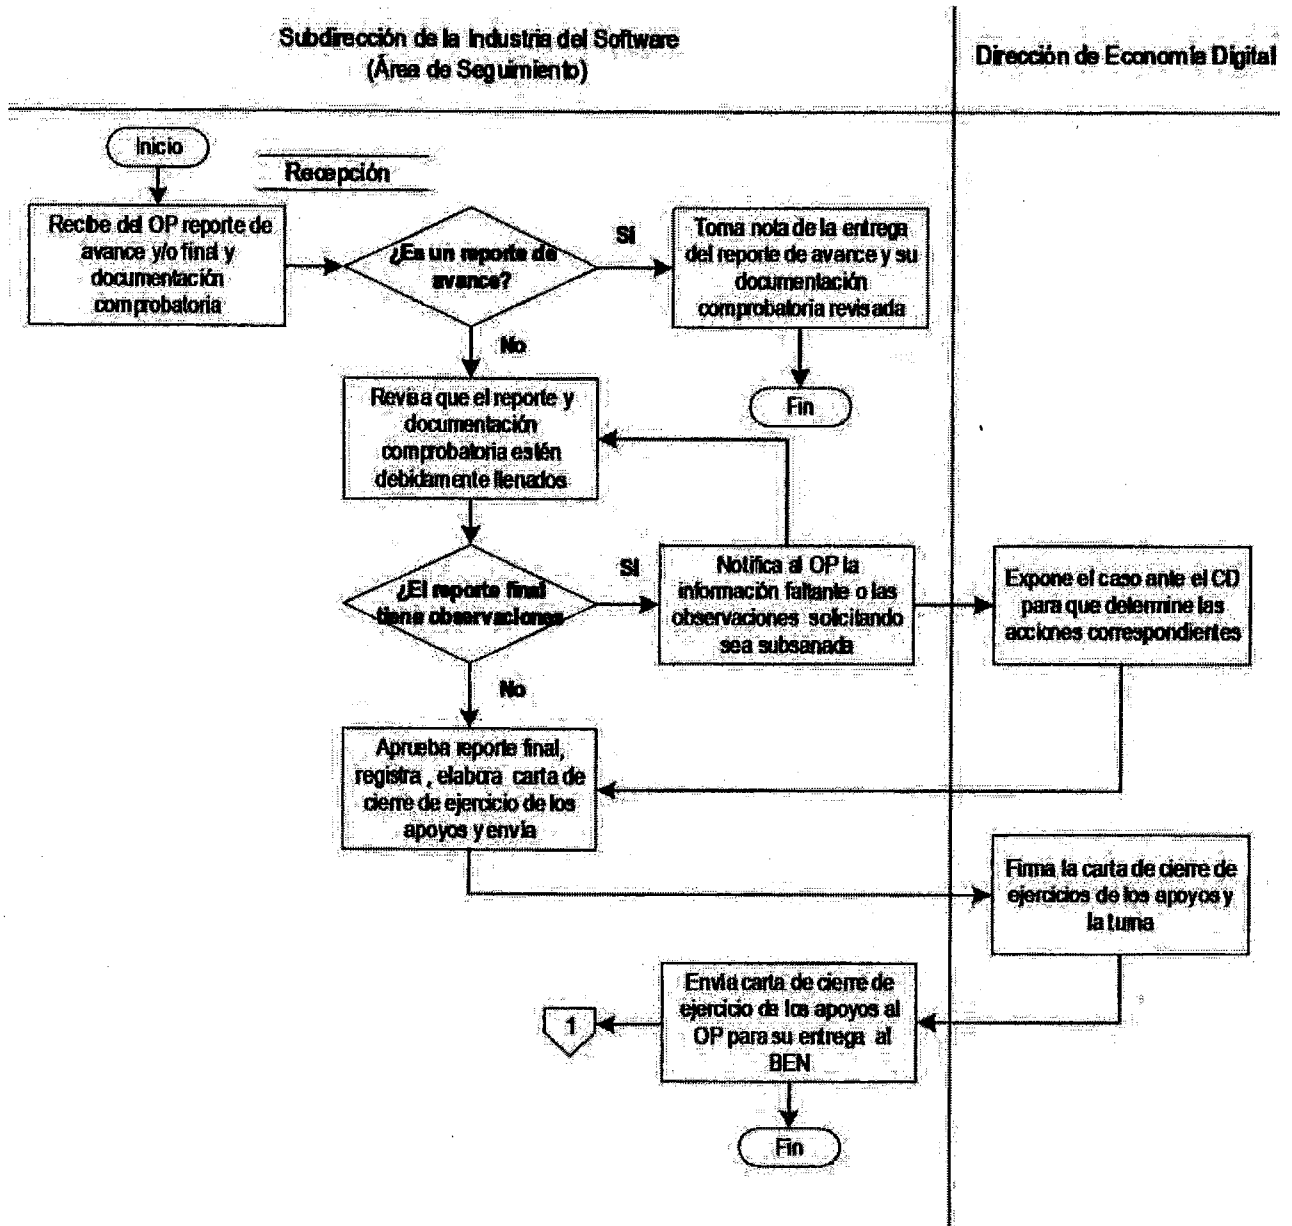 Subdirección de la Industria del Software
(Área de Seguimiento)
Dirección de Economía Digital
Inicio
Recepción
Recibe del OP reporte de
avance y/o final y
documentación
comprobatoria
¿Es un reporte de
avance?
Sí
Toma nota de la entrega
del reporte de avance y su
documentación
comprobatoria revisada
No
Fin
Revisa que el reporte y
documentación
comprobatoria estén
debidamente llenados
¿El reporte final
tiene observaciones
Sí
Notifica al OP la
información faltante o las
observaciones solicitando
sea subsanada
Expone el caso ante el CD
para que determine las
acciones correspondientes
No
Aprueba reporte final,
registra , elabora carta de
cierre de ejercicio de los
apoyos y envía
Firma la carta de cierre de
ejercicios de los apoyos y
la turna
Envía carta de cierre de
ejercicio de los apoyos al
OP para su entrega al
BEN
1
Fin